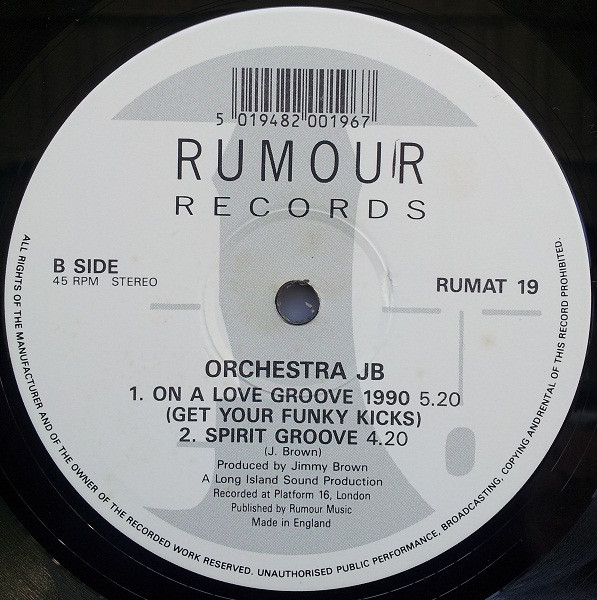 5 019482 001967
RUMOUR
RECORDS
B SIDE
45 RPM STEREO
RUMAT 19
ORCHESTRA JB
1. ON A LOVE GROOVE 1990 5.20
(GET YOUR FUNKY KICKS)
2. SPIRIT GROOVE 4.20
(J. Brown)
Produced by Jimmy Brown
A Long Island Sound Production
Recorded at Platform 16, London
Published by Rumour Music
Made in England
ALL RIGHTS OF THE MANUFACTURER AND OF THE OWNER OF THE RECORDED WORK RESERVED. UNAUTHORISED PUBLIC PERFORMANCE, BROADCASTING, COPYING AND RENTAL OF THIS RECORD PROHIBITED.